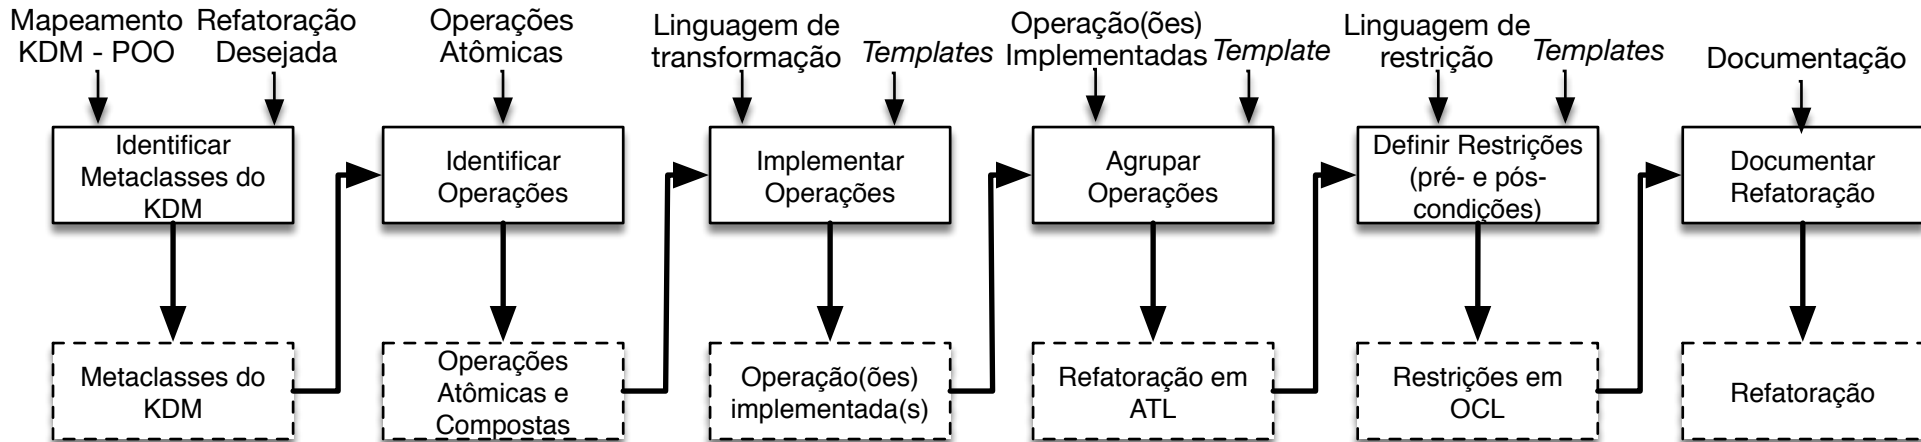 Mapeamento
KDM - POO
Refatoração
Desejada
Operações
Atômicas
Linguagem de
transformação
Templates
Operação(ões)
Implementadas
Template
Linguagem de
restrição
Templates
Documentação
Identificar
Metaclasses do
KDM
Identificar
Operações
Implementar
Operações
Agrupar
Operações
Definir Restrições
(pré- e pós-
condições)
Documentar
Refatoração
Metaclasses do
KDM
Operações
Atômicas e
Compostas
Operação(ões)
implementada(s)
Refatoração em
ATL
Restrições em
OCL
Refatoração